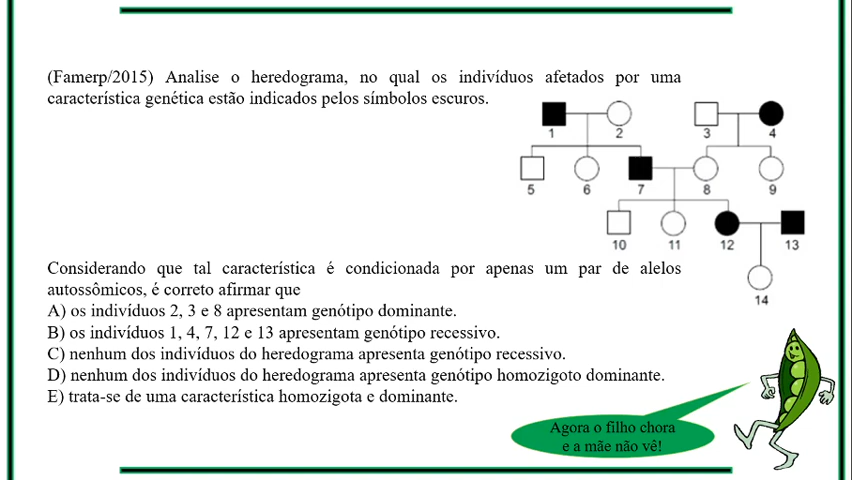 (Famerp/2015) Analise o heredograma, no qual os indivíduos afetados por uma
característica genética estão indicados pelos símbolos escuros.
1 2 3 4
5 6 7 8 9
10 11 12 13
14
Considerando que tal característica é condicionada por apenas um par de alelos
autossômicos, é correto afirmar que
A) os indivíduos 2, 3 e 8 apresentam genótipo dominante.
B) os indivíduos 1, 4, 7, 12 e 13 apresentam genótipo recessivo.
C) nenhum dos indivíduos do heredograma apresenta genótipo recessivo.
D) nenhum dos indivíduos do heredograma apresenta genótipo homozigoto dominante.
E) trata-se de uma característica homozigota e dominante.
Agora o filho chora
e a mãe não vê!